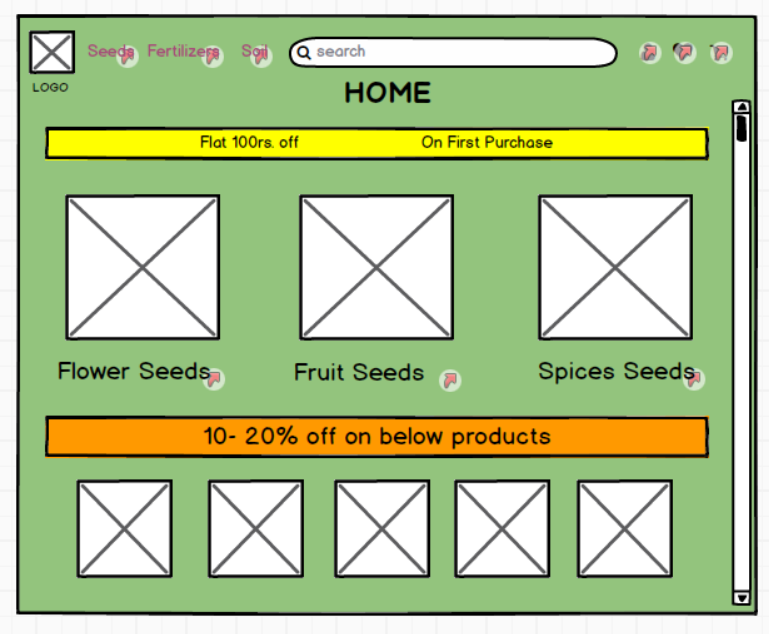 Seeds Fertilizers Soil search
LOGO
HOME
Flat 100rs. off On First Purchase
Flower Seeds Fruit Seeds Spices Seeds
10- 20% off on below products